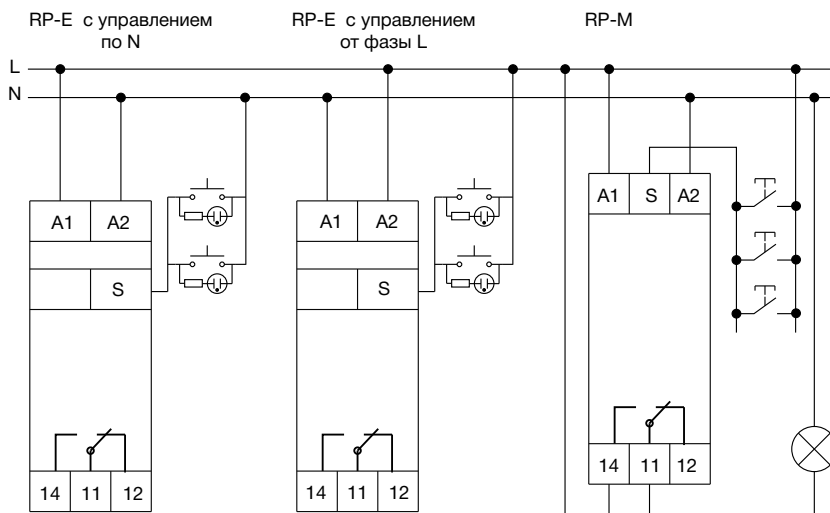 RP-E с управлением
по N
RP-E с управлением
от фазы L
RP-M
L
N
A1 A2
S
14 11 12
A1 A2
S
14 11 12
A1 S A2
14 11 12